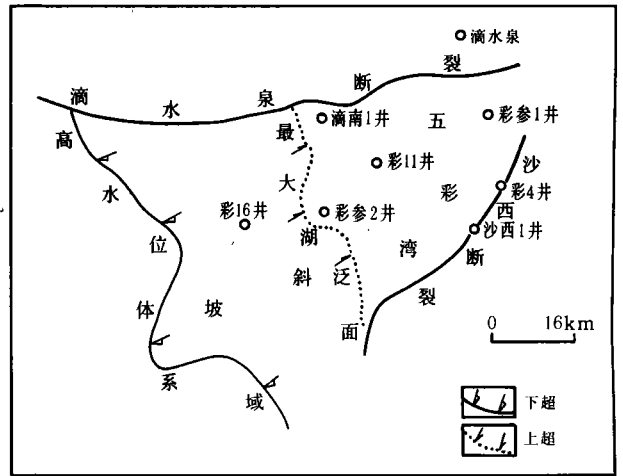 滴水泉
滴水泉断裂
高水位体系域
最大湖泛面
滴南1井
五彩湾
彩参1井
彩11井
沙西断裂
彩4井
彩16井
彩参2井
沙西1井
斜坡
0 16km
下超
上超